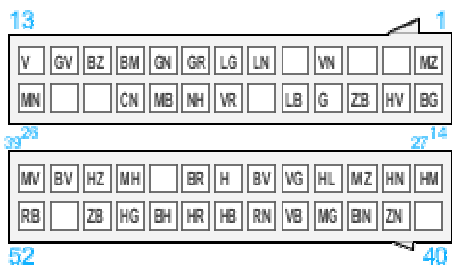 13 1
V GV BZ BM GN GR LG LN VN MZ
MN CN MB NH VR LB G ZB HV BG
39 26 27 14
MV BV HZ MH BR H BV VG HL MZ HN HM
RB ZB HG BH HR HB RN VB MG BN ZN
52 40